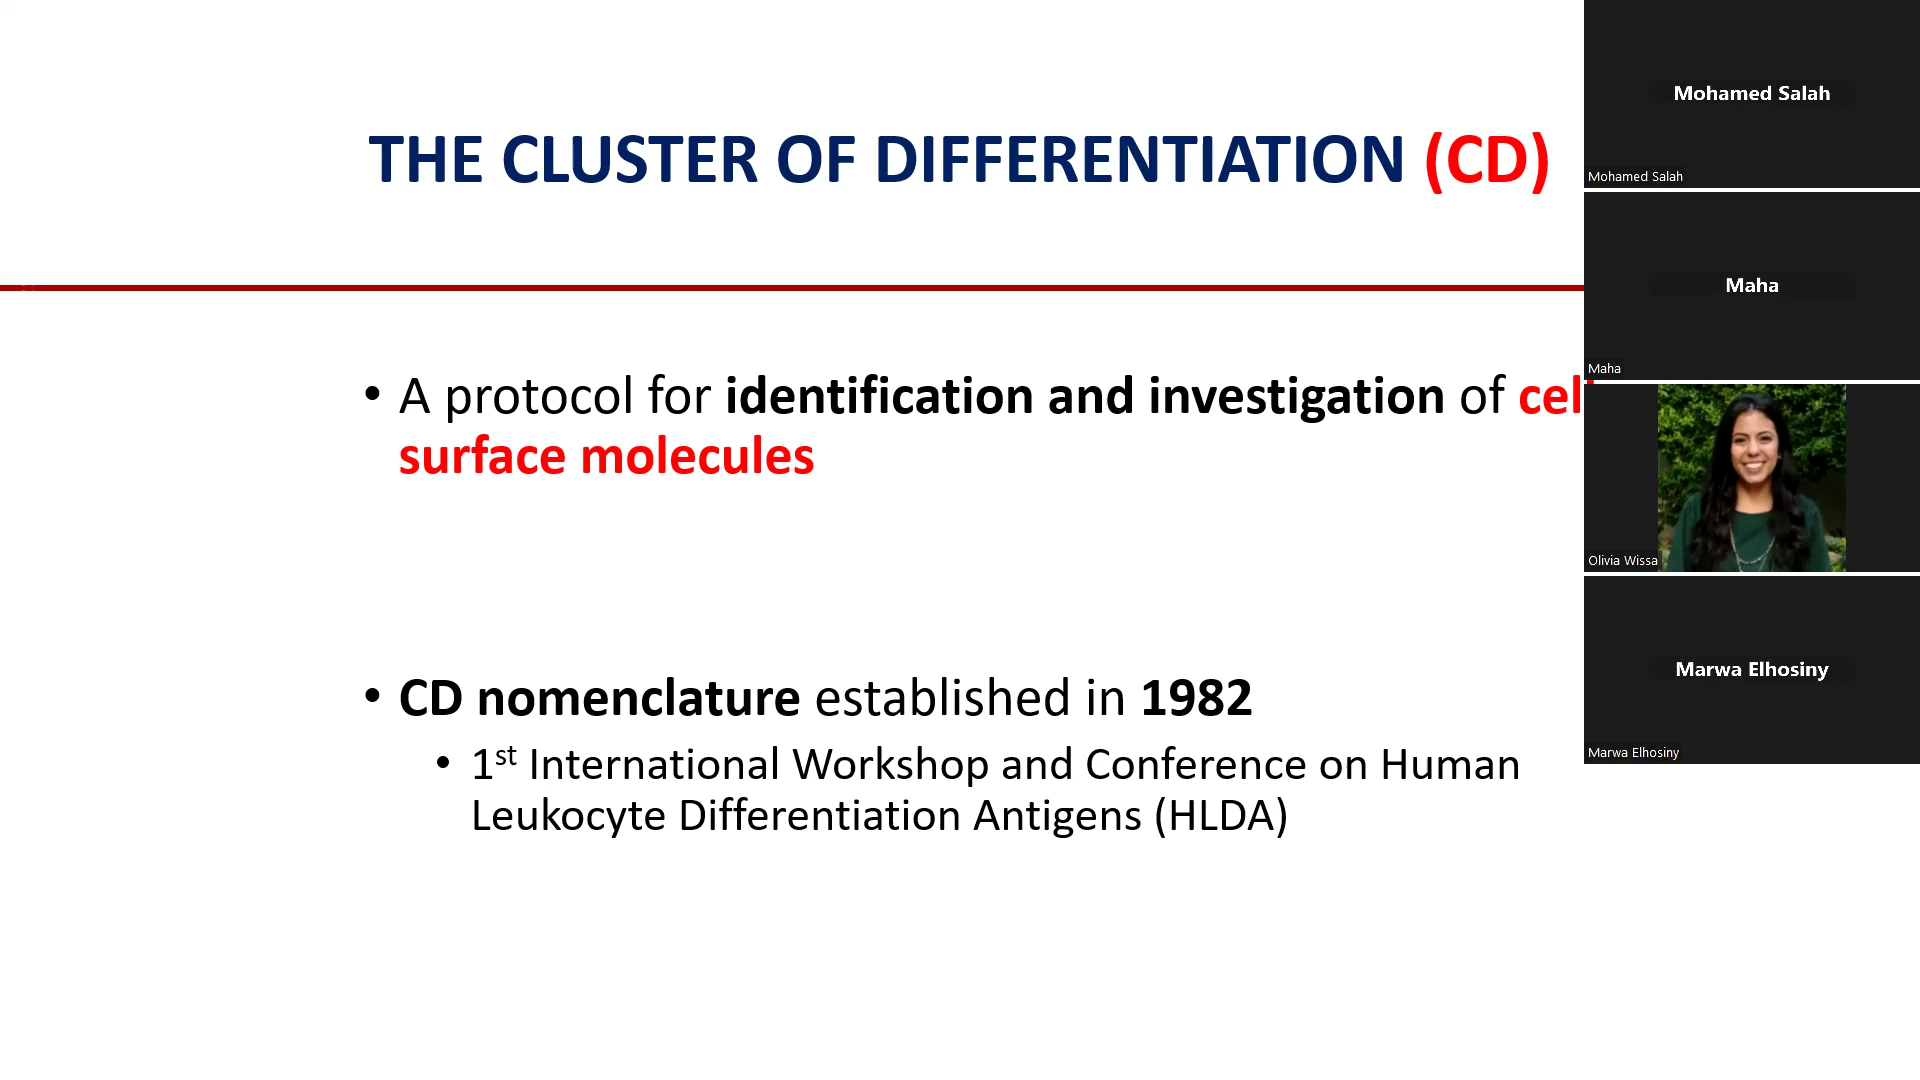 THE CLUSTER OF DIFFERENTIATION (CD)
• A protocol for identification and investigation of cell
surface molecules
• CD nomenclature established in 1982
• 1st International Workshop and Conference on Human
Leukocyte Differentiation Antigens (HLDA)
Mohamed Salah
Mohamed Salah
Maha
Maha
Olivia Wissa
Marwa Elhosiny
Marwa Elhosiny